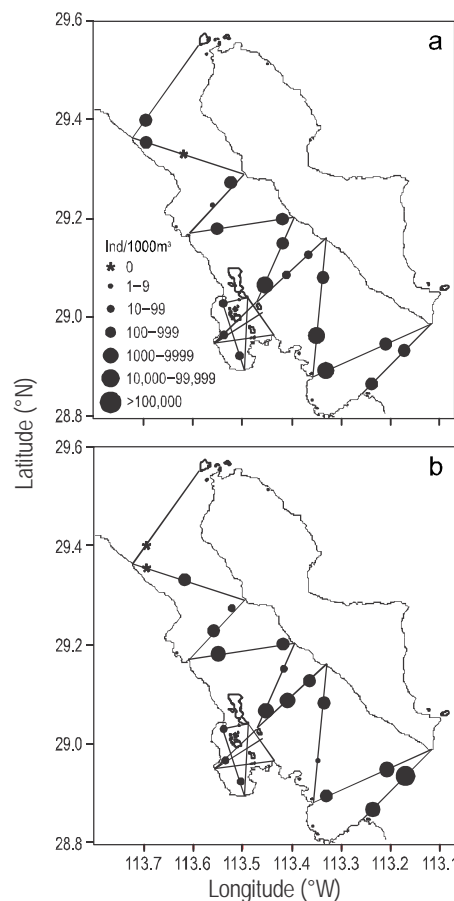 a
29.6
29.4
29.2
29.0
28.8
Ind/1000m³
* 0
1–9
10–99
100–999
1000–9999
10,000–99,999
>100,000
Latitude (°N)
b
29.6
29.4
29.2
29.0
28.8
113.7 113.6 113.5 113.4 113.3 113.2 113.1
Longitude (°W)